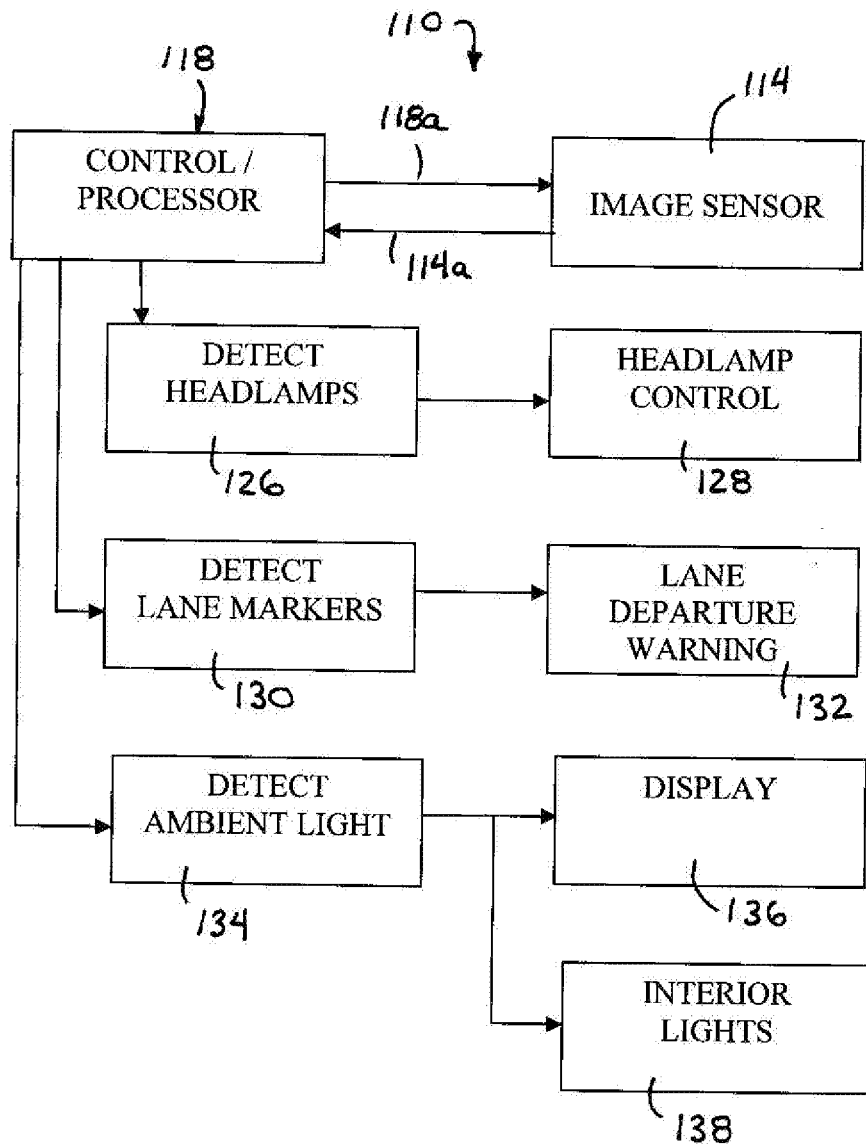 110
118
114
118a
CONTROL /
PROCESSOR
IMAGE SENSOR
114a
DETECT
HEADLAMPS
HEADLAMP
CONTROL
126
128
DETECT
LANE MARKERS
LANE
DEPARTURE
WARNING
130
132
DETECT
AMBIENT LIGHT
DISPLAY
134
136
INTERIOR
LIGHTS
138